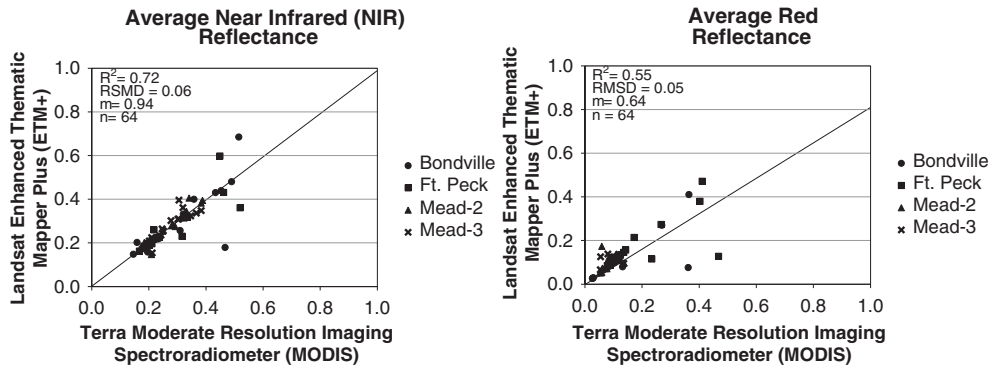 Average Near Infrared (NIR)
Reflectance
R²= 0.72
RSMD = 0.06
m= 0.94
n= 64
1.0
0.8
0.6
0.4
0.2
0.0
0.0 0.2 0.4 0.6 0.8 1.0
Landsat Enhanced Thematic
Mapper Plus (ETM+)
Terra Moderate Resolution Imaging
Spectroradiometer (MODIS)
Bondville
Ft. Peck
Mead-2
Mead-3
Average Red
Reflectance
R²= 0.55
RMSD = 0.05
m= 0.64
n = 64
1.0
0.8
0.6
0.4
0.2
0.0
0.0 0.2 0.4 0.6 0.8 1.0
Landsat Enhanced Thematic
Mapper Plus (ETM+)
Terra Moderate Resolution Imaging
Spectroradiometer (MODIS)
Bondville
Ft. Peck
Mead-2
Mead-3